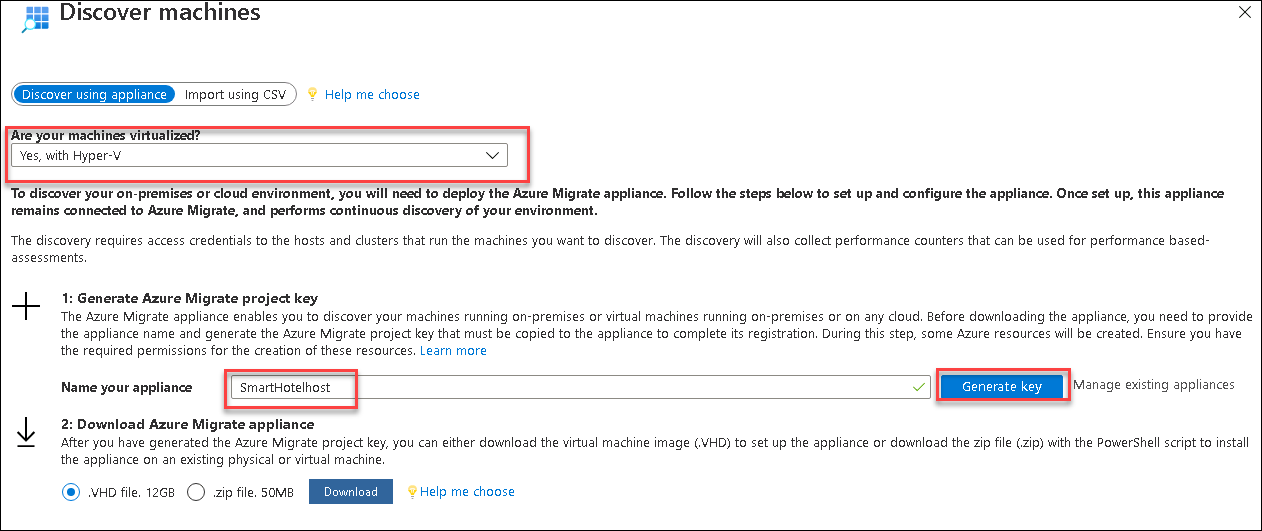 Discover machines
Discover using appliance Import using CSV Help me choose
Are your machines virtualized?
Yes, with Hyper-V
To discover your on-premises or cloud environment, you will need to deploy the Azure Migrate appliance. Follow the steps below to set up and configure the appliance. Once set up, this appliance
remains connected to Azure Migrate, and performs continuous discovery of your environment.
The discovery requires access credentials to the hosts and clusters that run the machines you want to discover. The discovery will also collect performance counters that can be used for performance based-
assessments.
1: Generate Azure Migrate project key
The Azure Migrate appliance enables you to discover your machines running on-premises or virtual machines running on-premises or on any cloud. Before downloading the appliance, you need to provide
the appliance name and generate the Azure Migrate project key that must be copied to the appliance to complete its registration. During this step, some Azure resources will be created. Ensure you have
the required permissions for the creation of these resources. Learn more
Name your appliance SmartHotelhost Generate key Manage existing appliances
2: Download Azure Migrate appliance
After you have generated the Azure Migrate project key, you can either download the virtual machine image (.VHD) to set up the appliance or download the zip file (.zip) with the PowerShell script to install
the appliance on an existing physical or virtual machine.
.VHD file. 12GB .zip file. 50MB Download Help me choose